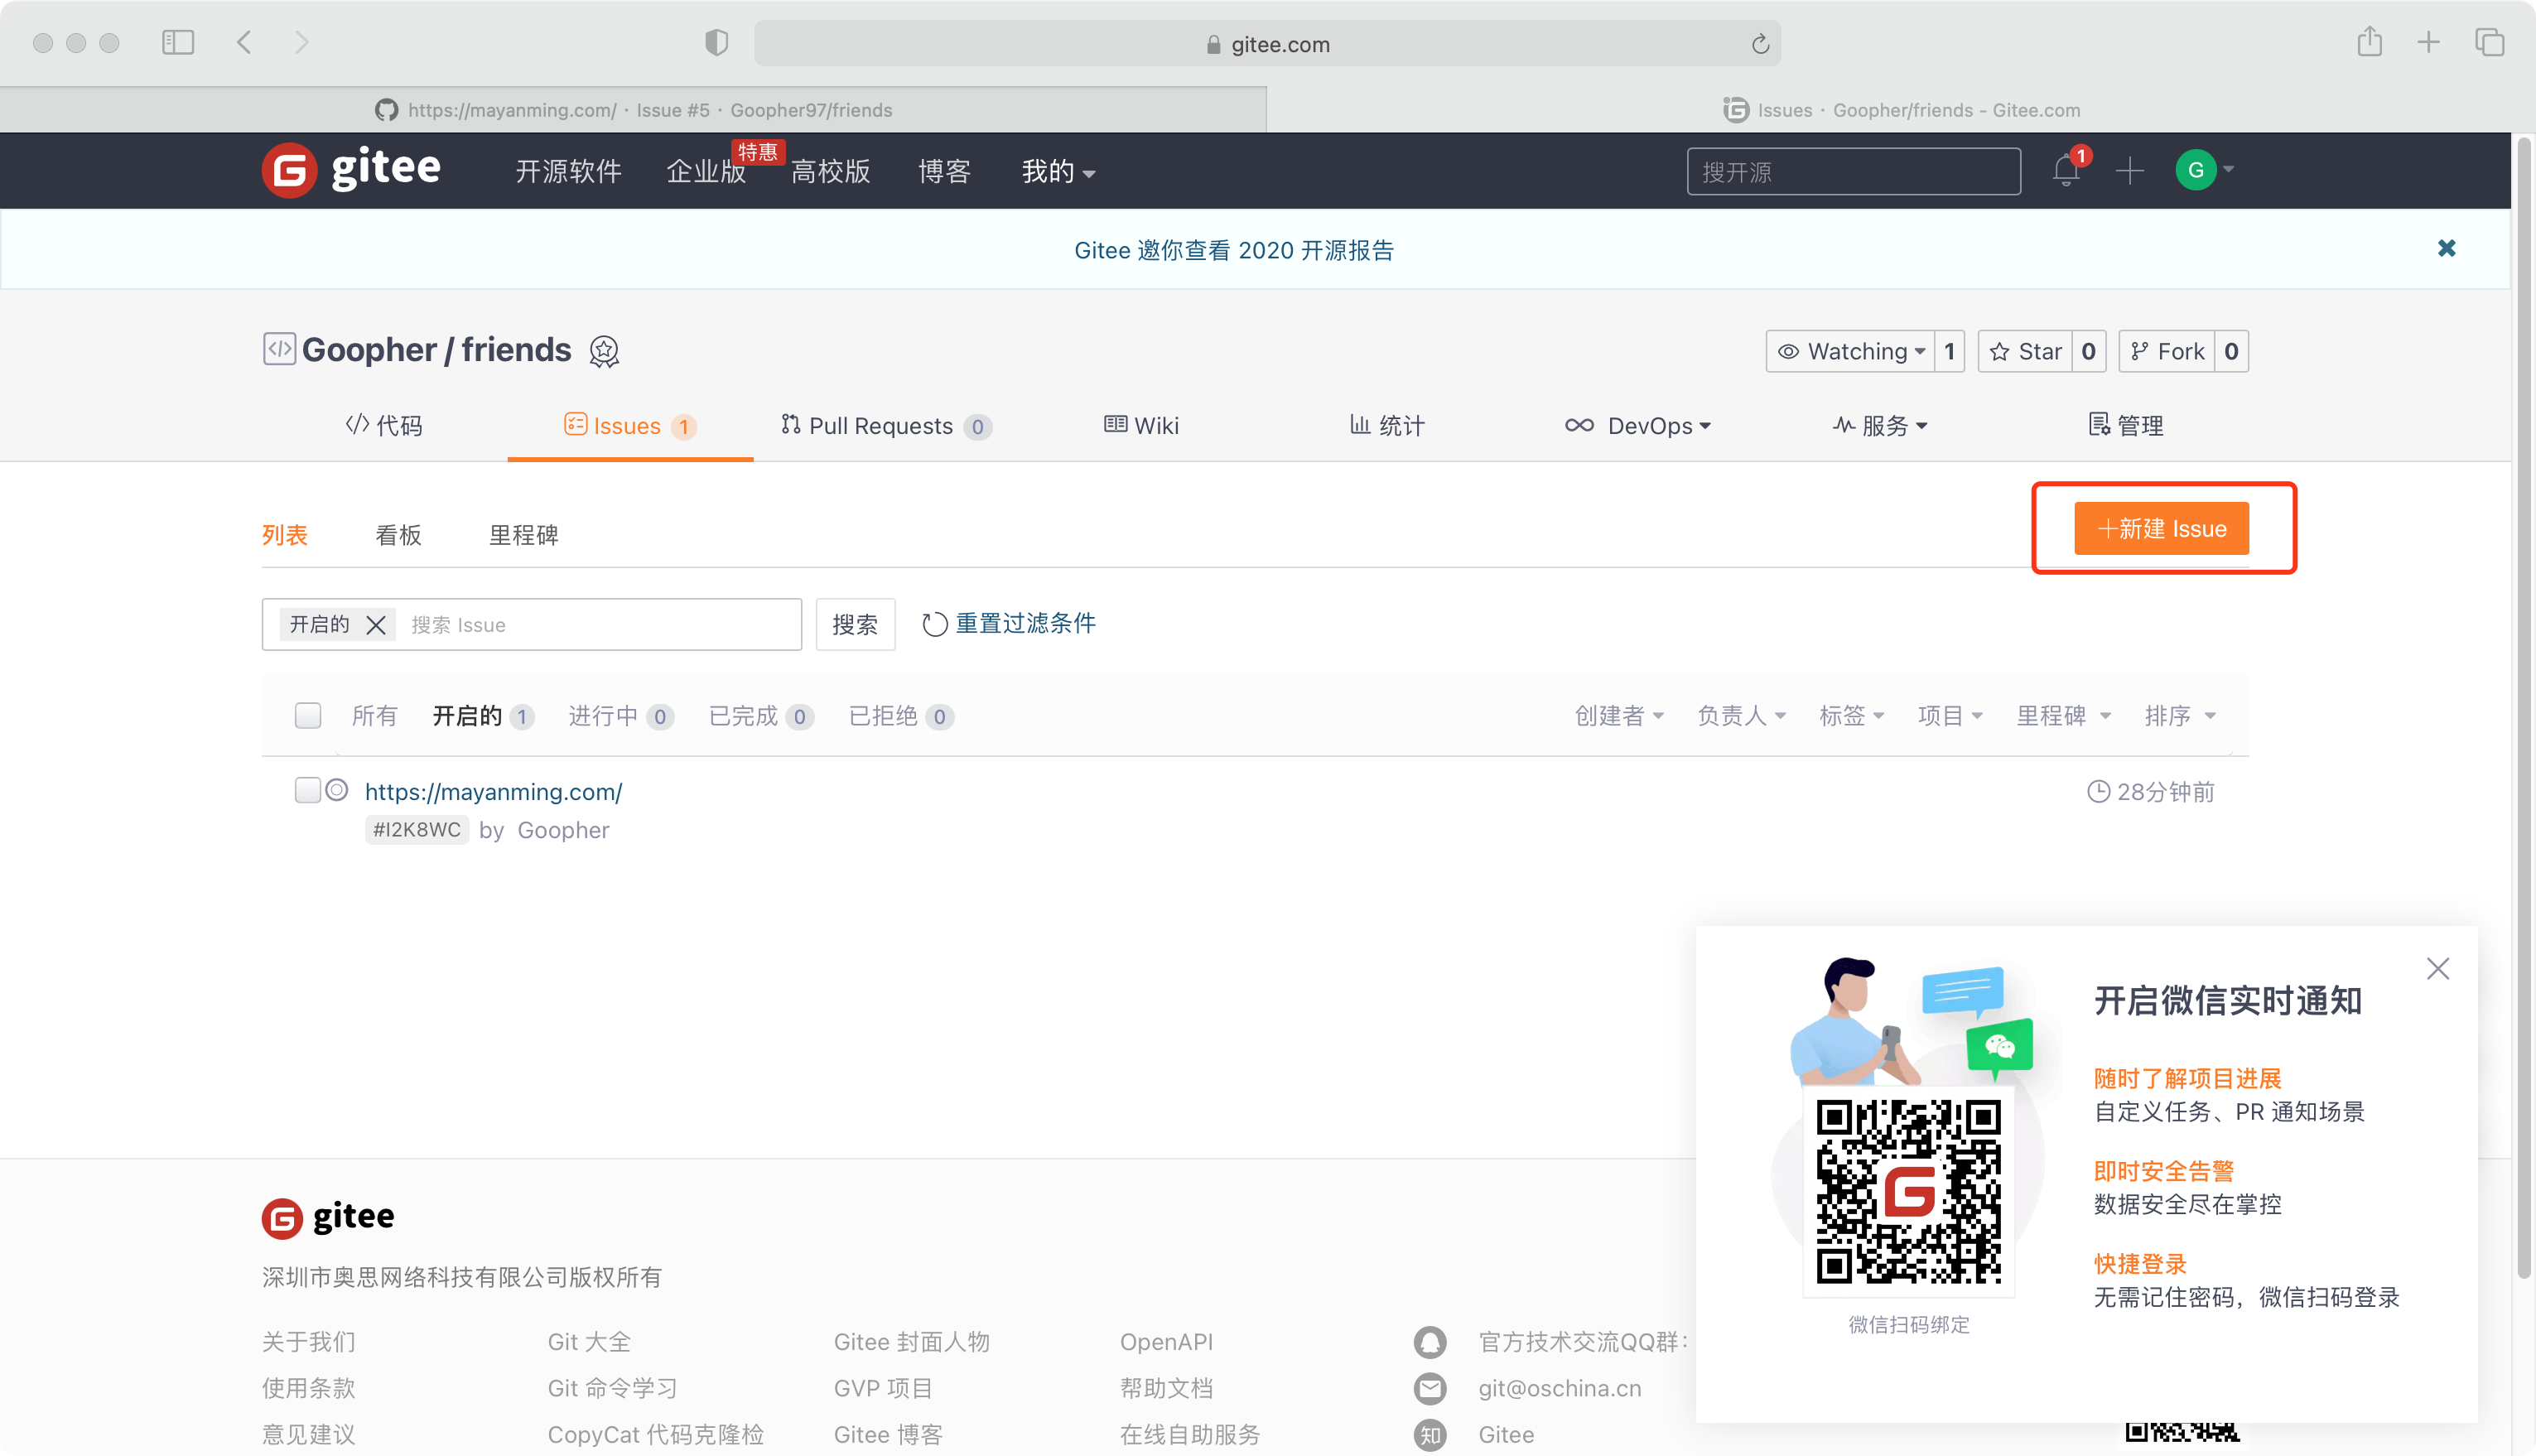 gitee.com
https://mayanming.com/ · Issue #5 · Goopher97/friends
Issues · Goopher/friends - Gitee.com
gitee 开源软件 企业版 特惠 高校版 博客 我的 搜开源 1 G
Gitee 邀你查看 2020 开源报告
Goopher / friends Watching 1 Star 0 Fork 0
代码 Issues 1 Pull Requests 0 Wiki 统计 DevOps 服务 管理
列表 看板 里程碑 +新建 Issue
开启的 搜索 Issue 搜索 重置过滤条件
所有 开启的 1 进行中 0 已完成 0 已拒绝 0 创建者 负责人 标签 项目 里程碑 排序
https://mayanming.com/ 28分钟前
#I2K8WC by Goopher
开启微信实时通知
随时了解项目进展
自定义任务、PR 通知场景
即时安全告警
数据安全尽在掌控
快捷登录
无需记住密码，微信扫码登录
微信扫码绑定
gitee
深圳市奥思网络科技有限公司版权所有
关于我们 Git 大全 Gitee 封面人物 OpenAPI 官方技术交流QQ群：
使用条款 Git 命令学习 GVP 项目 帮助文档 git@oschina.cn
意见建议 CopyCat 代码克隆检 Gitee 博客 在线自助服务 知 Gitee